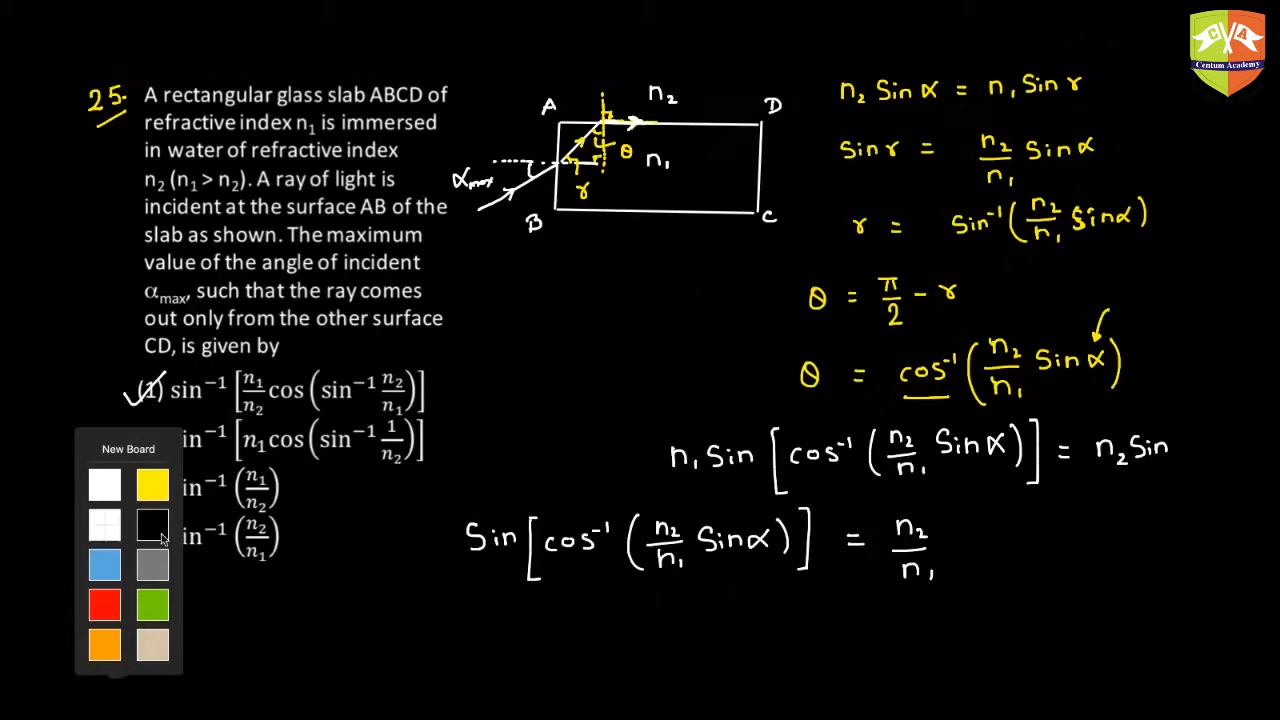 Centum Academy
25.
A rectangular glass slab ABCD of
refractive index n₁ is immersed
in water of refractive index
n₂ (n₁ > n₂). A ray of light is
incident at the surface AB of the
slab as shown. The maximum
value of the angle of incident
αmax, such that the ray comes
out only from the other surface
CD, is given by
(1) sin⁻¹ [n₁/n₂ cos (sin⁻¹ n₂/n₁)]
in⁻¹ [n₁ cos (sin⁻¹ 1/n₂)]
in⁻¹ (n₁/n₂)
in⁻¹ (n₂/n₁)
New Board
A n₂ D
θ n₁
αmax r
B C
n₂ Sin α = n₁ Sin r
Sin r = n₂/n₁ Sin α
r = Sin⁻¹ (n₂/n₁ Sin α)
θ = π/2 - r
θ = cos⁻¹ (n₂/n₁ Sin α)
n₁ Sin [cos⁻¹ (n₂/n₁ Sin α)] = n₂ Sin
Sin [cos⁻¹ (n₂/n₁ Sin α)] = n₂/n₁